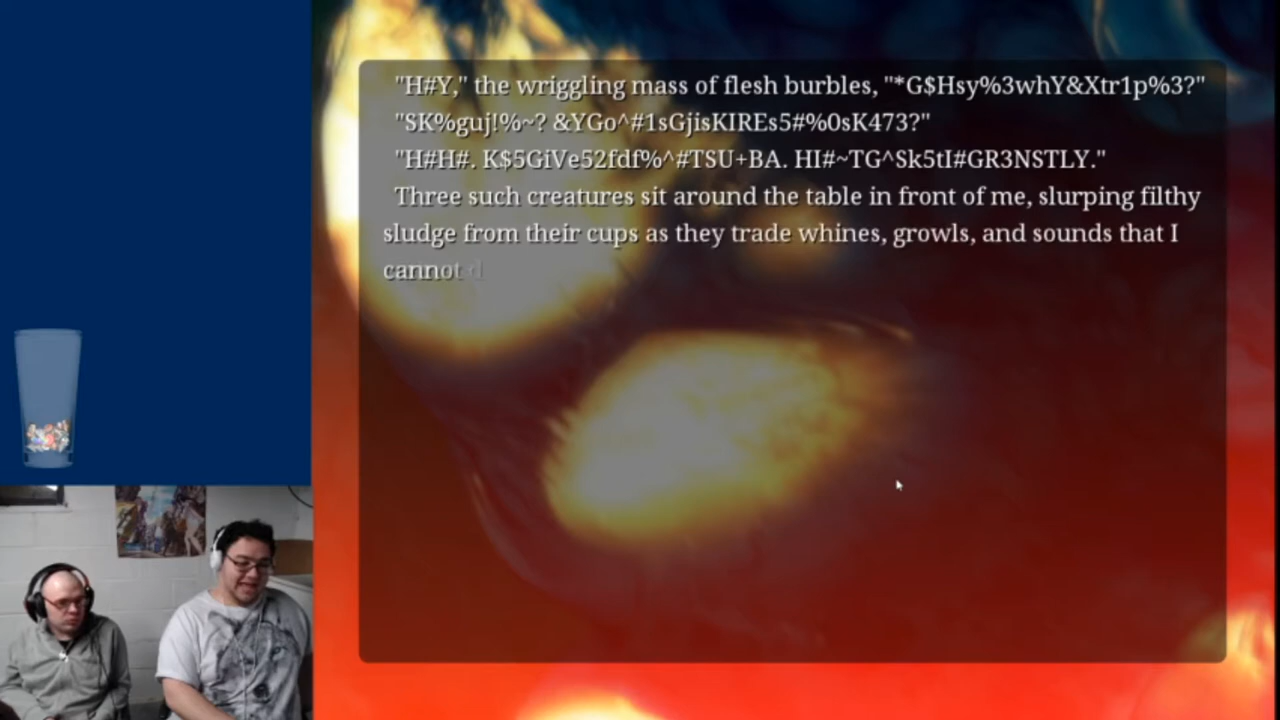 "H#Y," the wriggling mass of flesh burbles, "*G$Hsy%3whY&Xtr1p%3?"
"SK%guj!%~? &YGo^#1sGjisKIREs5#%0sK473?"
"H#H#. K$5GiVe52fdf%^#TSU+BA. HI#~TG^Sk5tI#GR3NSTLY."
Three such creatures sit around the table in front of me, slurping filthy
sludge from their cups as they trade whines, growls, and sounds that I
cannot d